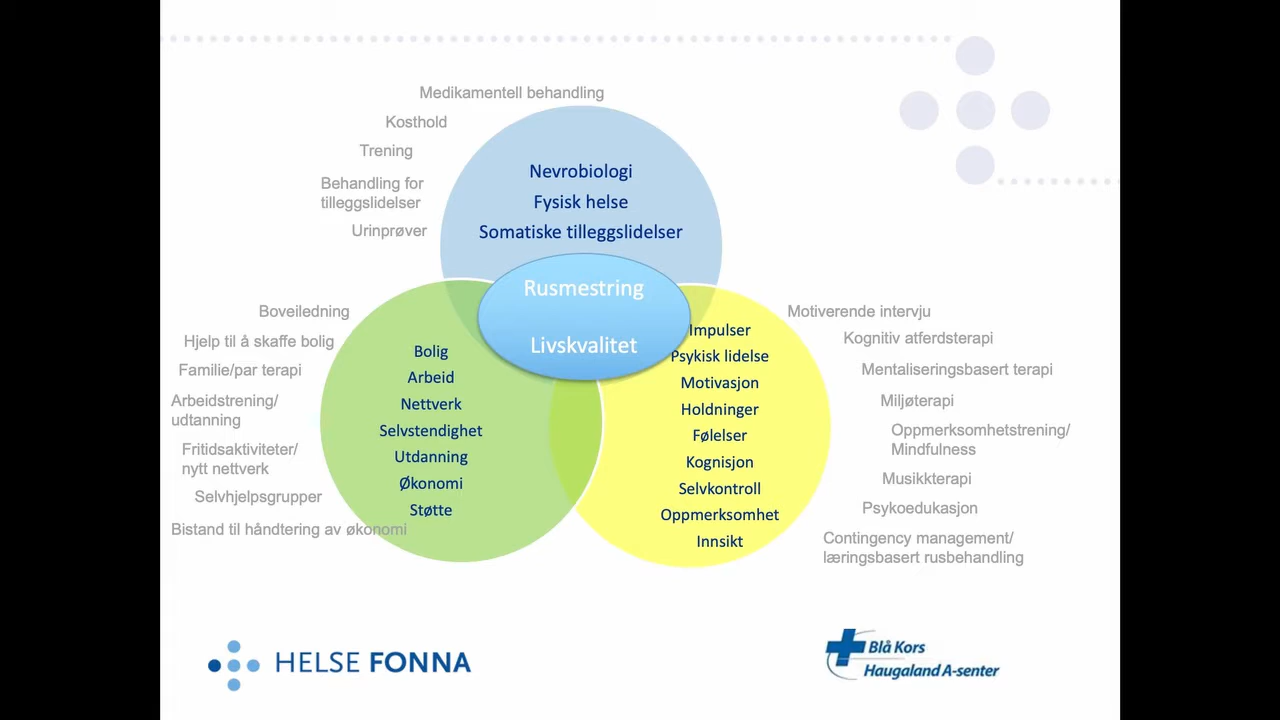 Medikamentell behandling
Kosthold
Trening
Behandling for
tilleggslidelser
Urinprøver
Nevrobiologi
Fysisk helse
Somatiske tilleggslidelser
Rusmestring
Livskvalitet
Boveiledning
Hjelp til å skaffe bolig
Familie/par terapi
Arbeidstrening/
udtanning
Fritidsaktiviteter/
nytt nettverk
Selvhjelpsgrupper
Bistand til håndtering av økonomi
Bolig
Arbeid
Nettverk
Selvstendighet
Utdanning
Økonomi
Støtte
Impulser
Psykisk lidelse
Motivasjon
Holdninger
Følelser
Kognisjon
Selvkontroll
Oppmerksomhet
Innsikt
Motiverende intervju
Kognitiv atferdsterapi
Mentaliseringsbasert terapi
Miljøterapi
Oppmerksomhetstrening/
Mindfulness
Musikkterapi
Psykoedukasjon
Contingency management/
læringsbasert rusbehandling
HELSE FONNA
Blå Kors
Haugaland A-senter